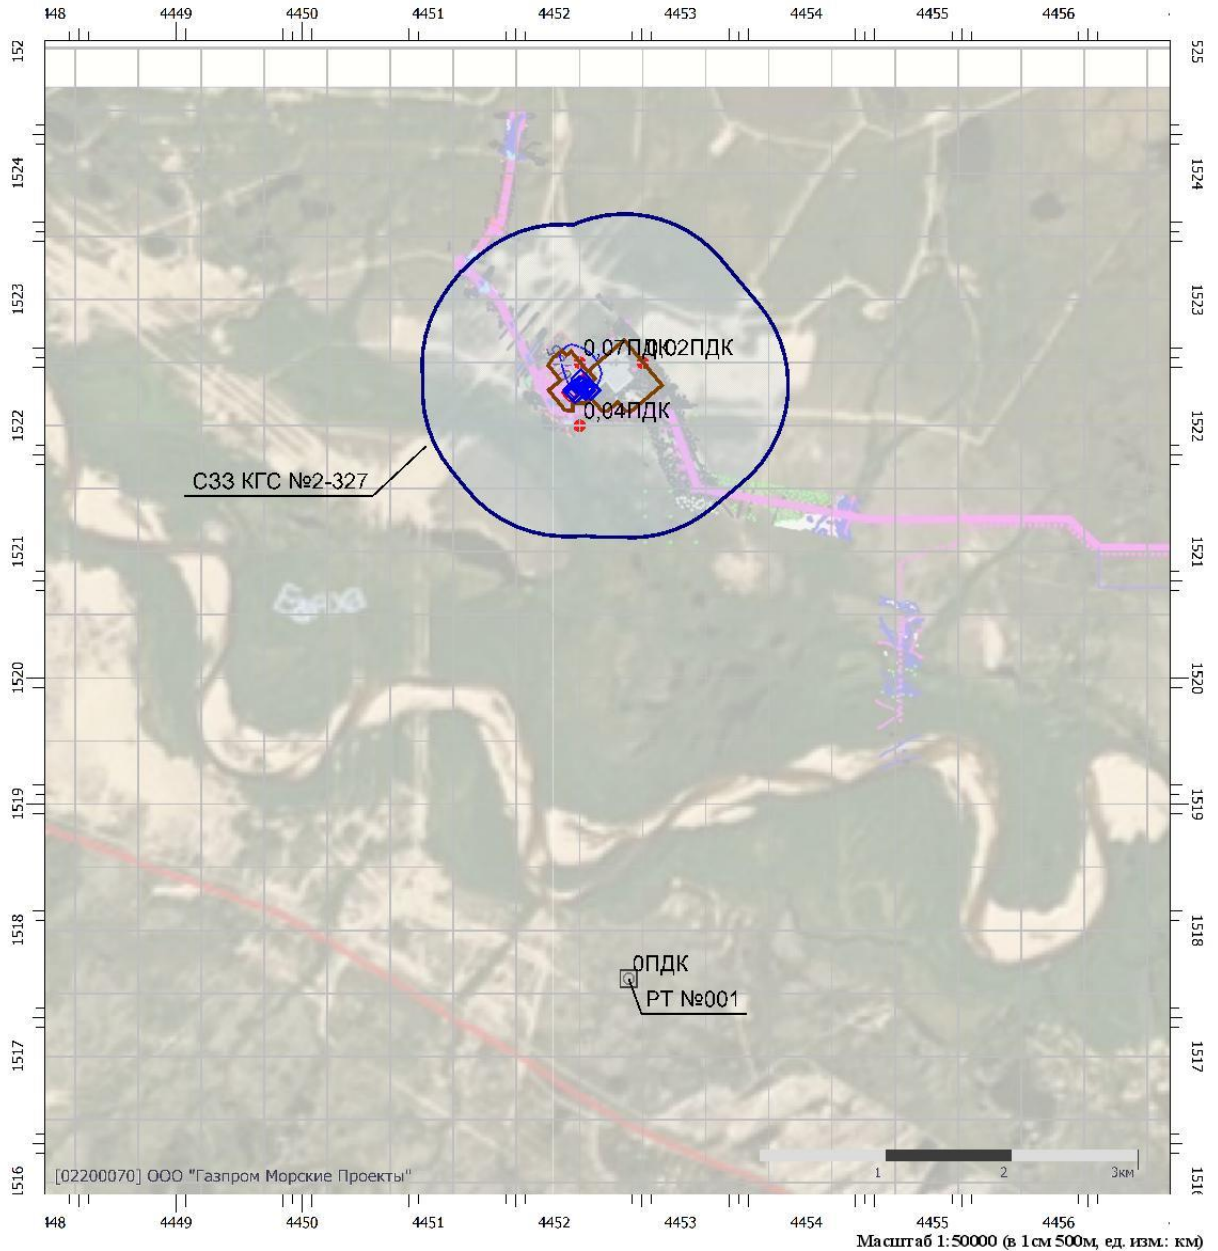 448 4449 4450 4451 4452 4453 4454 4455 4456
152 525
1524 1524
1523 1523
0,07ПДК 0,02ПДК
0,04ПДК
1522 1522
СЗЗ КГС №2-327
1521 1521
1520 1520
1519 1519
1518 1518
0ПДК
РТ №001
1517 1517
[02200070] ООО "Газпром Морские Проекты"
1 2 3км
1516 1516
448 4449 4450 4451 4452 4453 4454 4455 4456
Масштаб 1:50000 (в 1см 500м, ед. изм.: км)